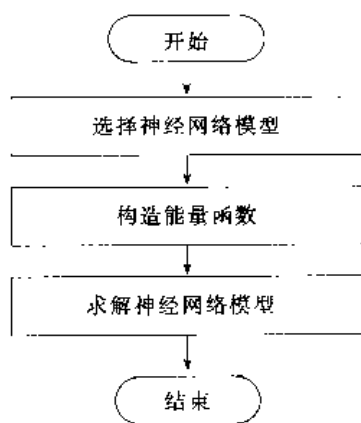 开始
选择神经网络模型
构造能量函数
求解神经网络模型
结束